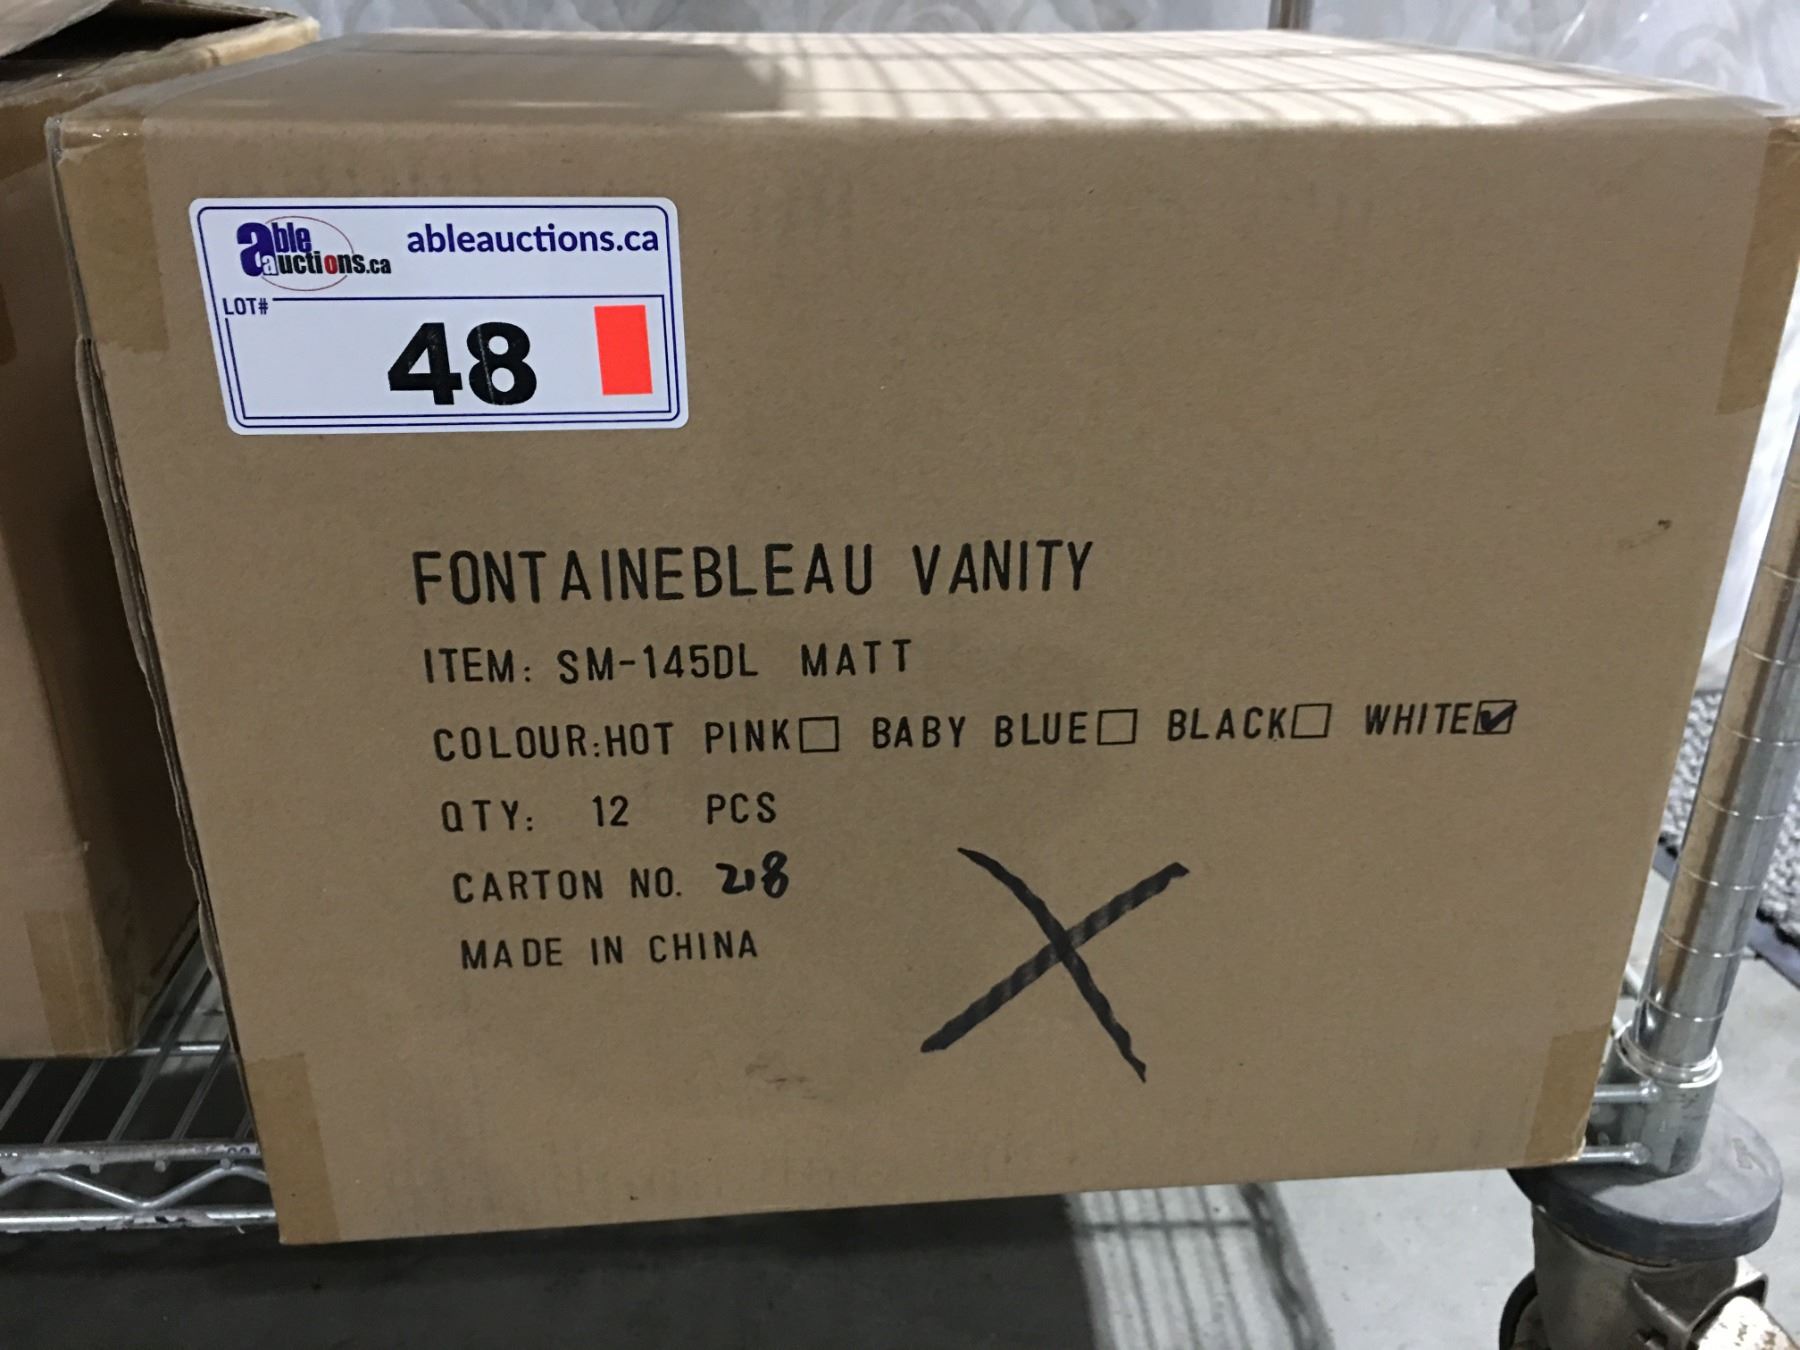 able auctions.ca
ableauctions.ca
LOT#
48
FONTAINEBLEAU VANITY
ITEM: SM-145DL MATT
COLOUR:HOT PINK☐ BABY BLUE☐ BLACK☐ WHITE☑
QTY: 12 PCS
CARTON NO. 218
MADE IN CHINA